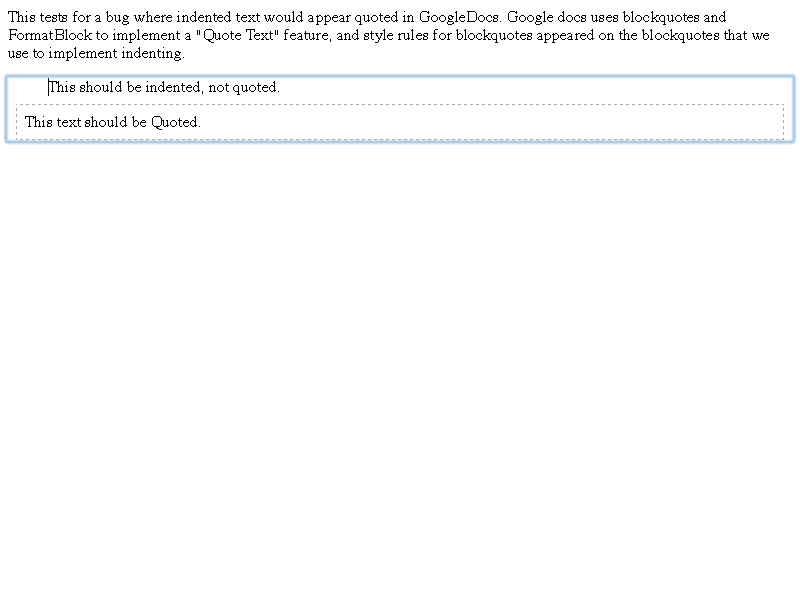 This tests for a bug where indented text would appear quoted in GoogleDocs. Google docs uses blockquotes and
FormatBlock to implement a "Quote Text" feature, and style rules for blockquotes appeared on the blockquotes that we
use to implement indenting.
This should be indented, not quoted.
This text should be Quoted.